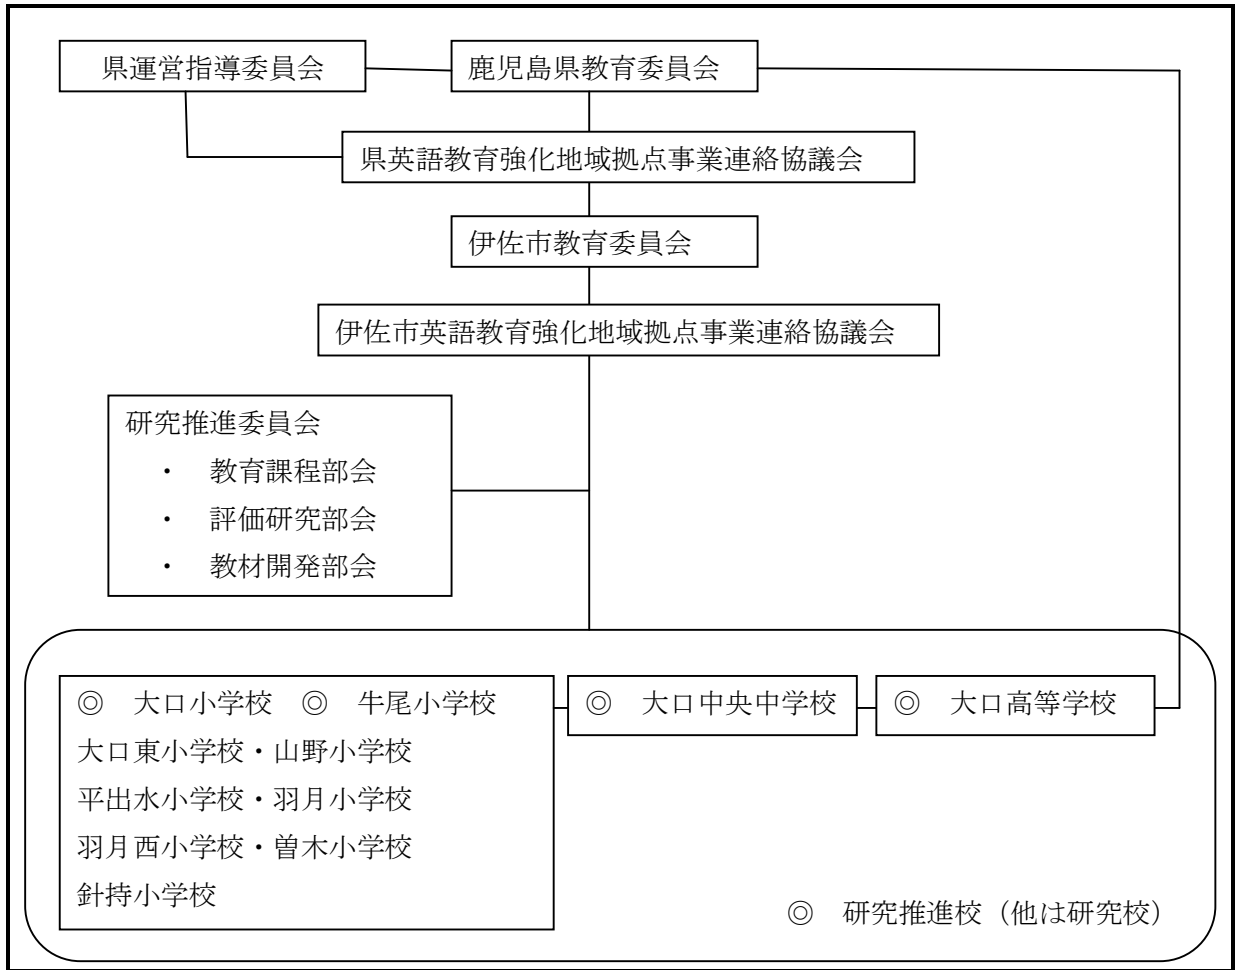 県運営指導委員会
鹿児島県教育委員会
県英語教育強化地域拠点事業連絡協議会
伊佐市教育委員会
伊佐市英語教育強化地域拠点事業連絡協議会
研究推進委員会
・ 教育課程部会
・ 評価研究部会
・ 教材開発部会
◎ 大口小学校 ◎ 牛尾小学校
大口東小学校・山野小学校
平出水小学校・羽月小学校
羽月西小学校・曽木小学校
針持小学校
◎ 大口中央中学校
◎ 大口高等学校
◎ 研究推進校（他は研究校）